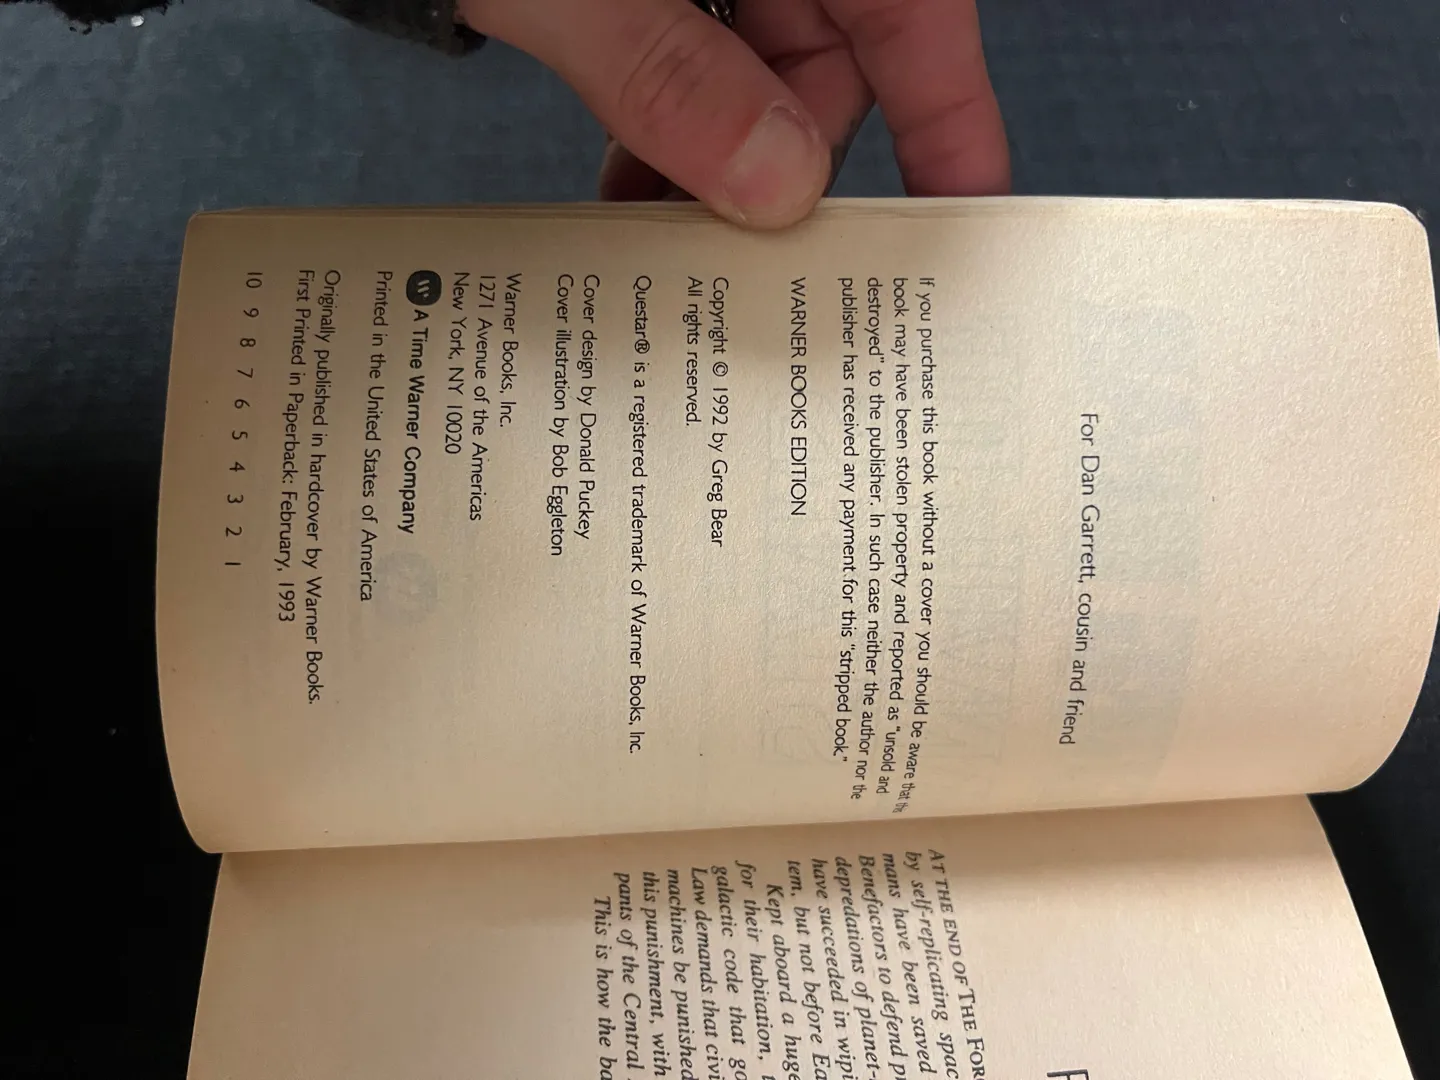 For Dan Garrett, cousin and friend
If you purchase this book without a cover you should be aware that this
book may have been stolen property and reported as "unsold and
destroyed" to the publisher. In such case neither the author nor the
publisher has received any payment for this "stripped book."
WARNER BOOKS EDITION
Copyright © 1992 by Greg Bear
All rights reserved.
Questar® is a registered trademark of Warner Books, Inc.
Cover design by Donald Puckey
Cover illustration by Bob Eggleton
Warner Books, Inc.
1271 Avenue of the Americas
New York, NY 10020
W A Time Warner Company
Printed in the United States of America
Originally published in hardcover by Warner Books.
First Printed in Paperback: February, 1993
10 9 8 7 6 5 4 3 2 1
AT THE END OF THE FOR
by self-replicating spac
mans have been saved
Benefactors to defend pr
depredations of planet-
have succeeded in wipi
tem, but not before Ea
Kept aboard a huge
for their habitation, t
galactic code that go
Law demands that civi
machines be punished
this punishment, with
pants of the Central
This is how the ba